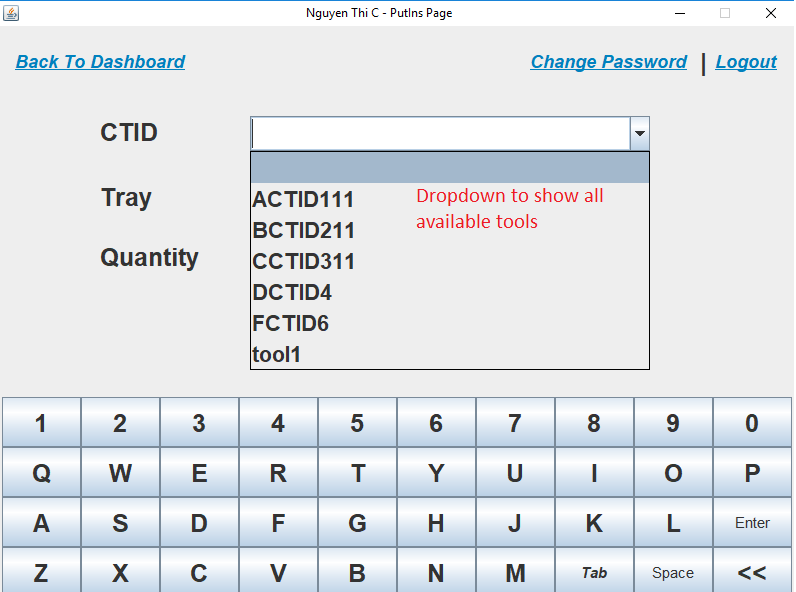 Nguyen Thi C - PutIns Page
Back To Dashboard
Change Password | Logout
CTID
Tray
Quantity
ACTID111
BCTID211
CCTID311
DCTID4
FCTID6
tool1
Dropdown to show all
available tools
1 2 3 4 5 6 7 8 9 0
Q W E R T Y U I O P
A S D F G H J K L Enter
Z X C V B N M Tab Space <<